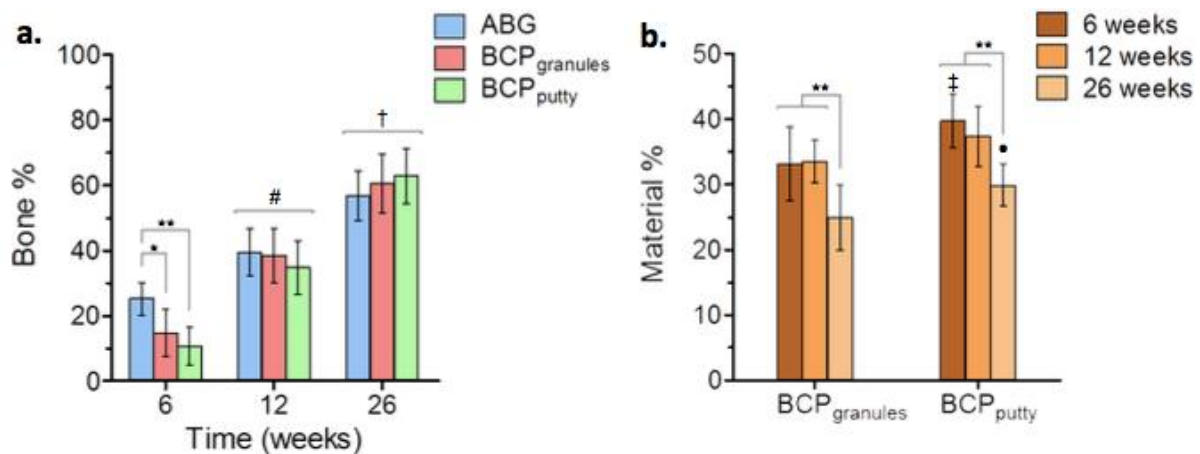 a.
ABG
BCPgranules
BCPputty
100
80
60
40
20
0
Bone %
**
*
#
†
6 12 26
Time (weeks)
b.
6 weeks
12 weeks
26 weeks
50
40
30
20
10
0
Material %
**
‡
**
•
BCPgranules BCPputty